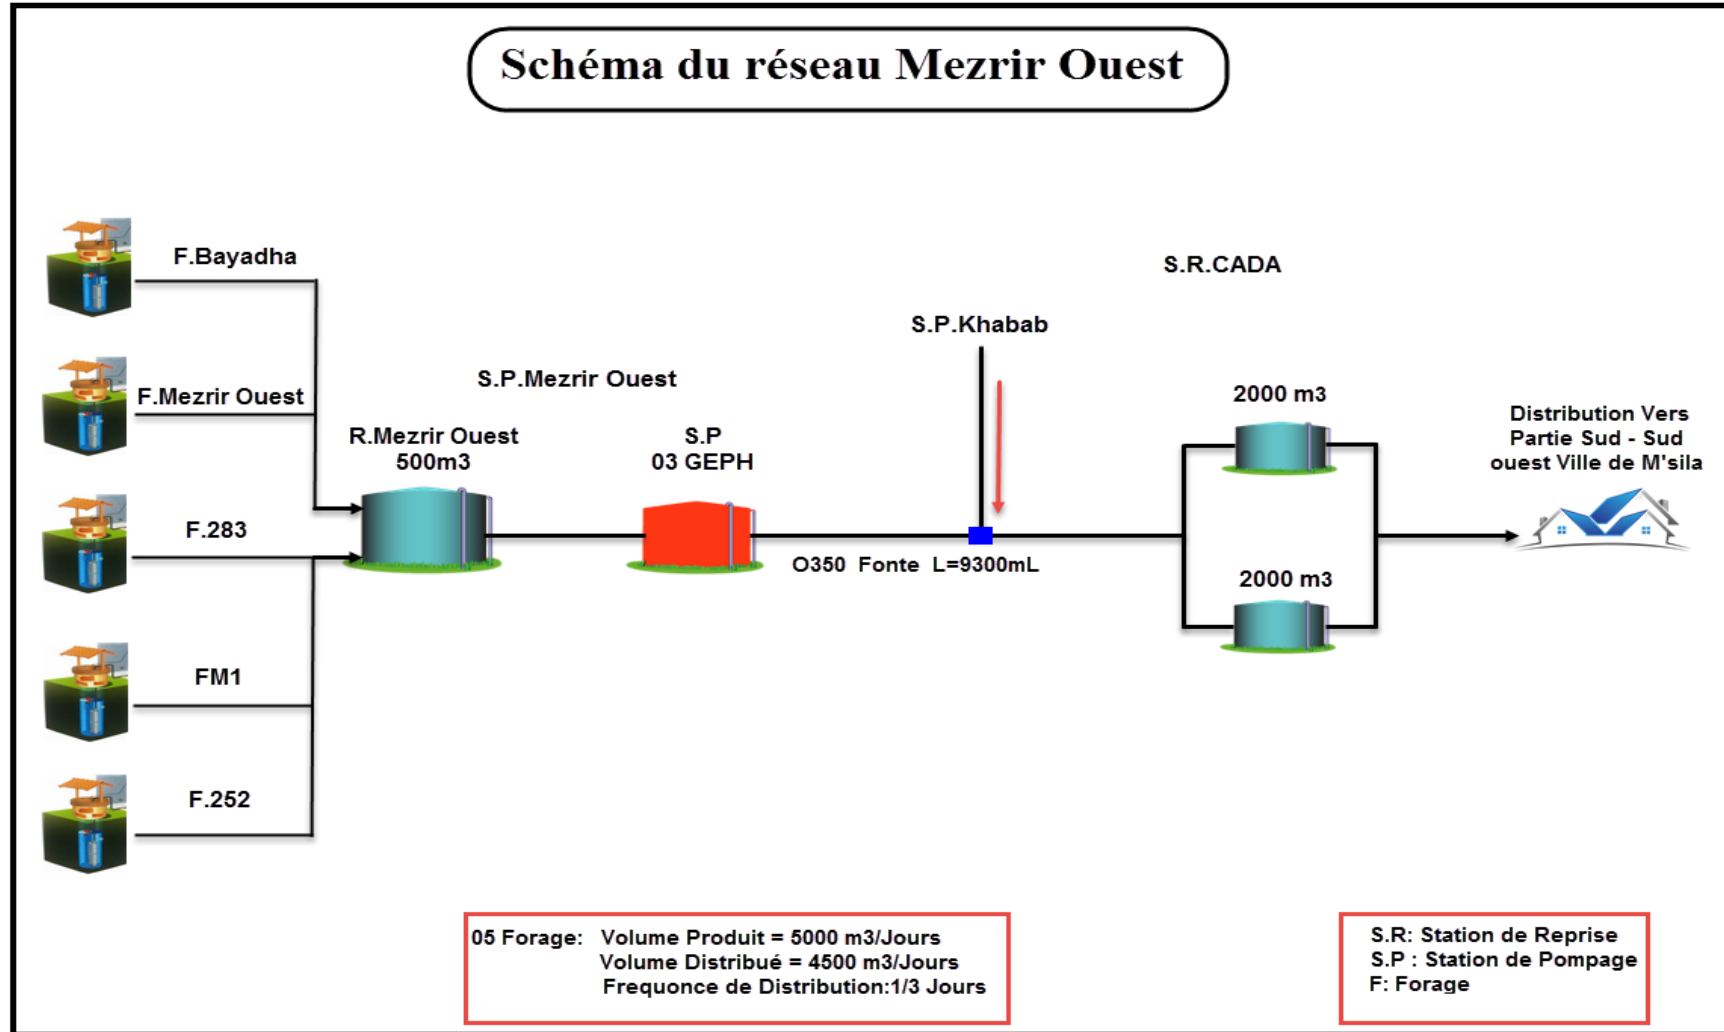 Schéma du réseau Mezrir Ouest
F.Bayadha
F.Mezrir Ouest
F.283
FM1
F.252
S.P.Mezrir Ouest
R.Mezrir Ouest
500m3
S.P
03 GEPH
S.P.Khabab
O350 Fonte L=9300mL
S.R.CADA
2000 m3
2000 m3
Distribution Vers
Partie Sud - Sud
ouest Ville de M'sila
05 Forage: Volume Produit = 5000 m3/Jours
Volume Distribué = 4500 m3/Jours
Frequonce de Distribution:1/3 Jours
S.R: Station de Reprise
S.P : Station de Pompage
F: Forage